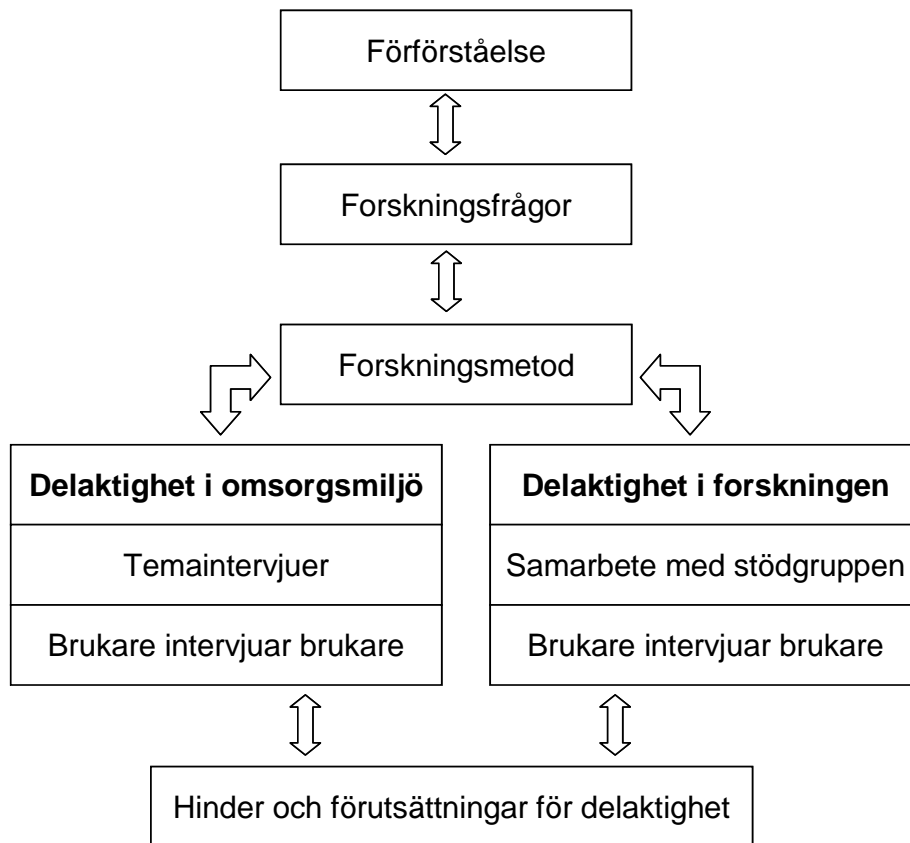 Förförståelse
Forskningsfrågor
Forskningsmetod
Delaktighet i omsorgsmiljö
Temaintervjuer
Brukare intervjuar brukare
Delaktighet i forskningen
Samarbete med stödgruppen
Brukare intervjuar brukare
Hinder och förutsättningar för delaktighet